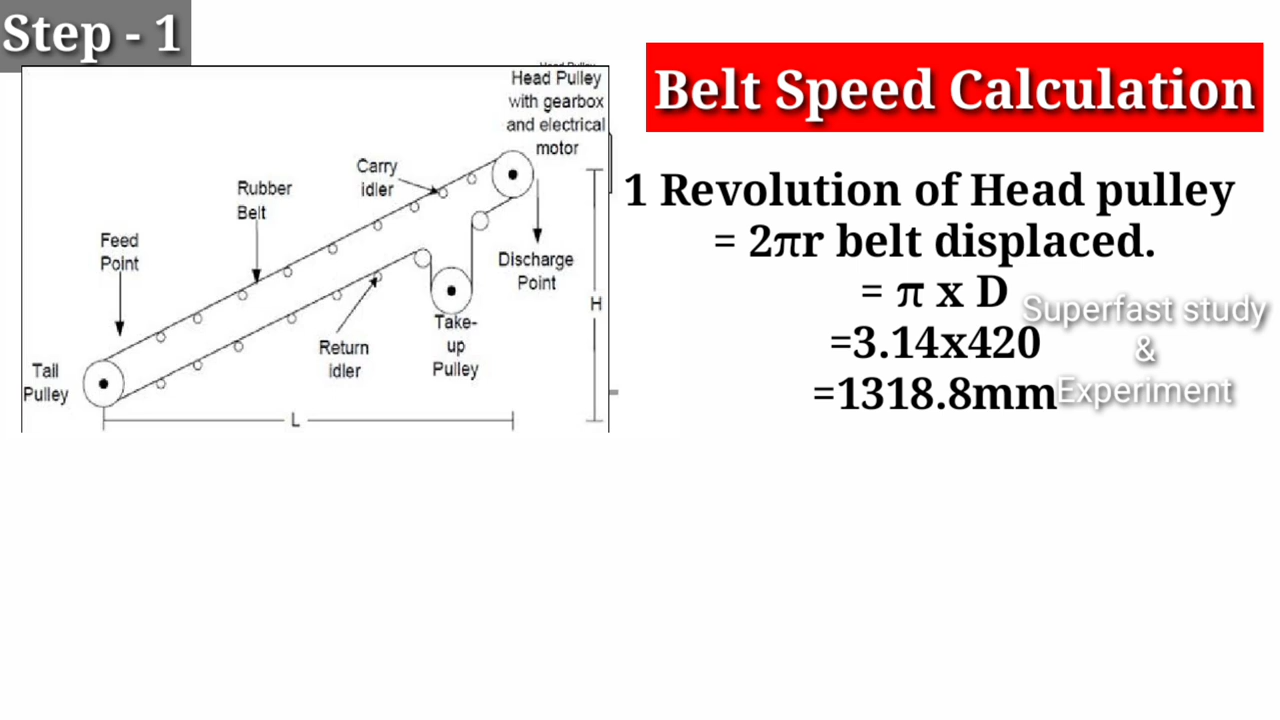 Step - 1
Head Pulley
Head Pulley
with gearbox
and electrical
motor
Carry
idler
Rubber
Belt
Feed
Point
Discharge
Point
H
Take-
up
Pulley
Return
idler
Tail
Pulley
L
Belt Speed Calculation
1 Revolution of Head pulley
= 2πr belt displaced.
= π x D
=3.14x420
=1318.8mm
Superfast study
&
Experiment